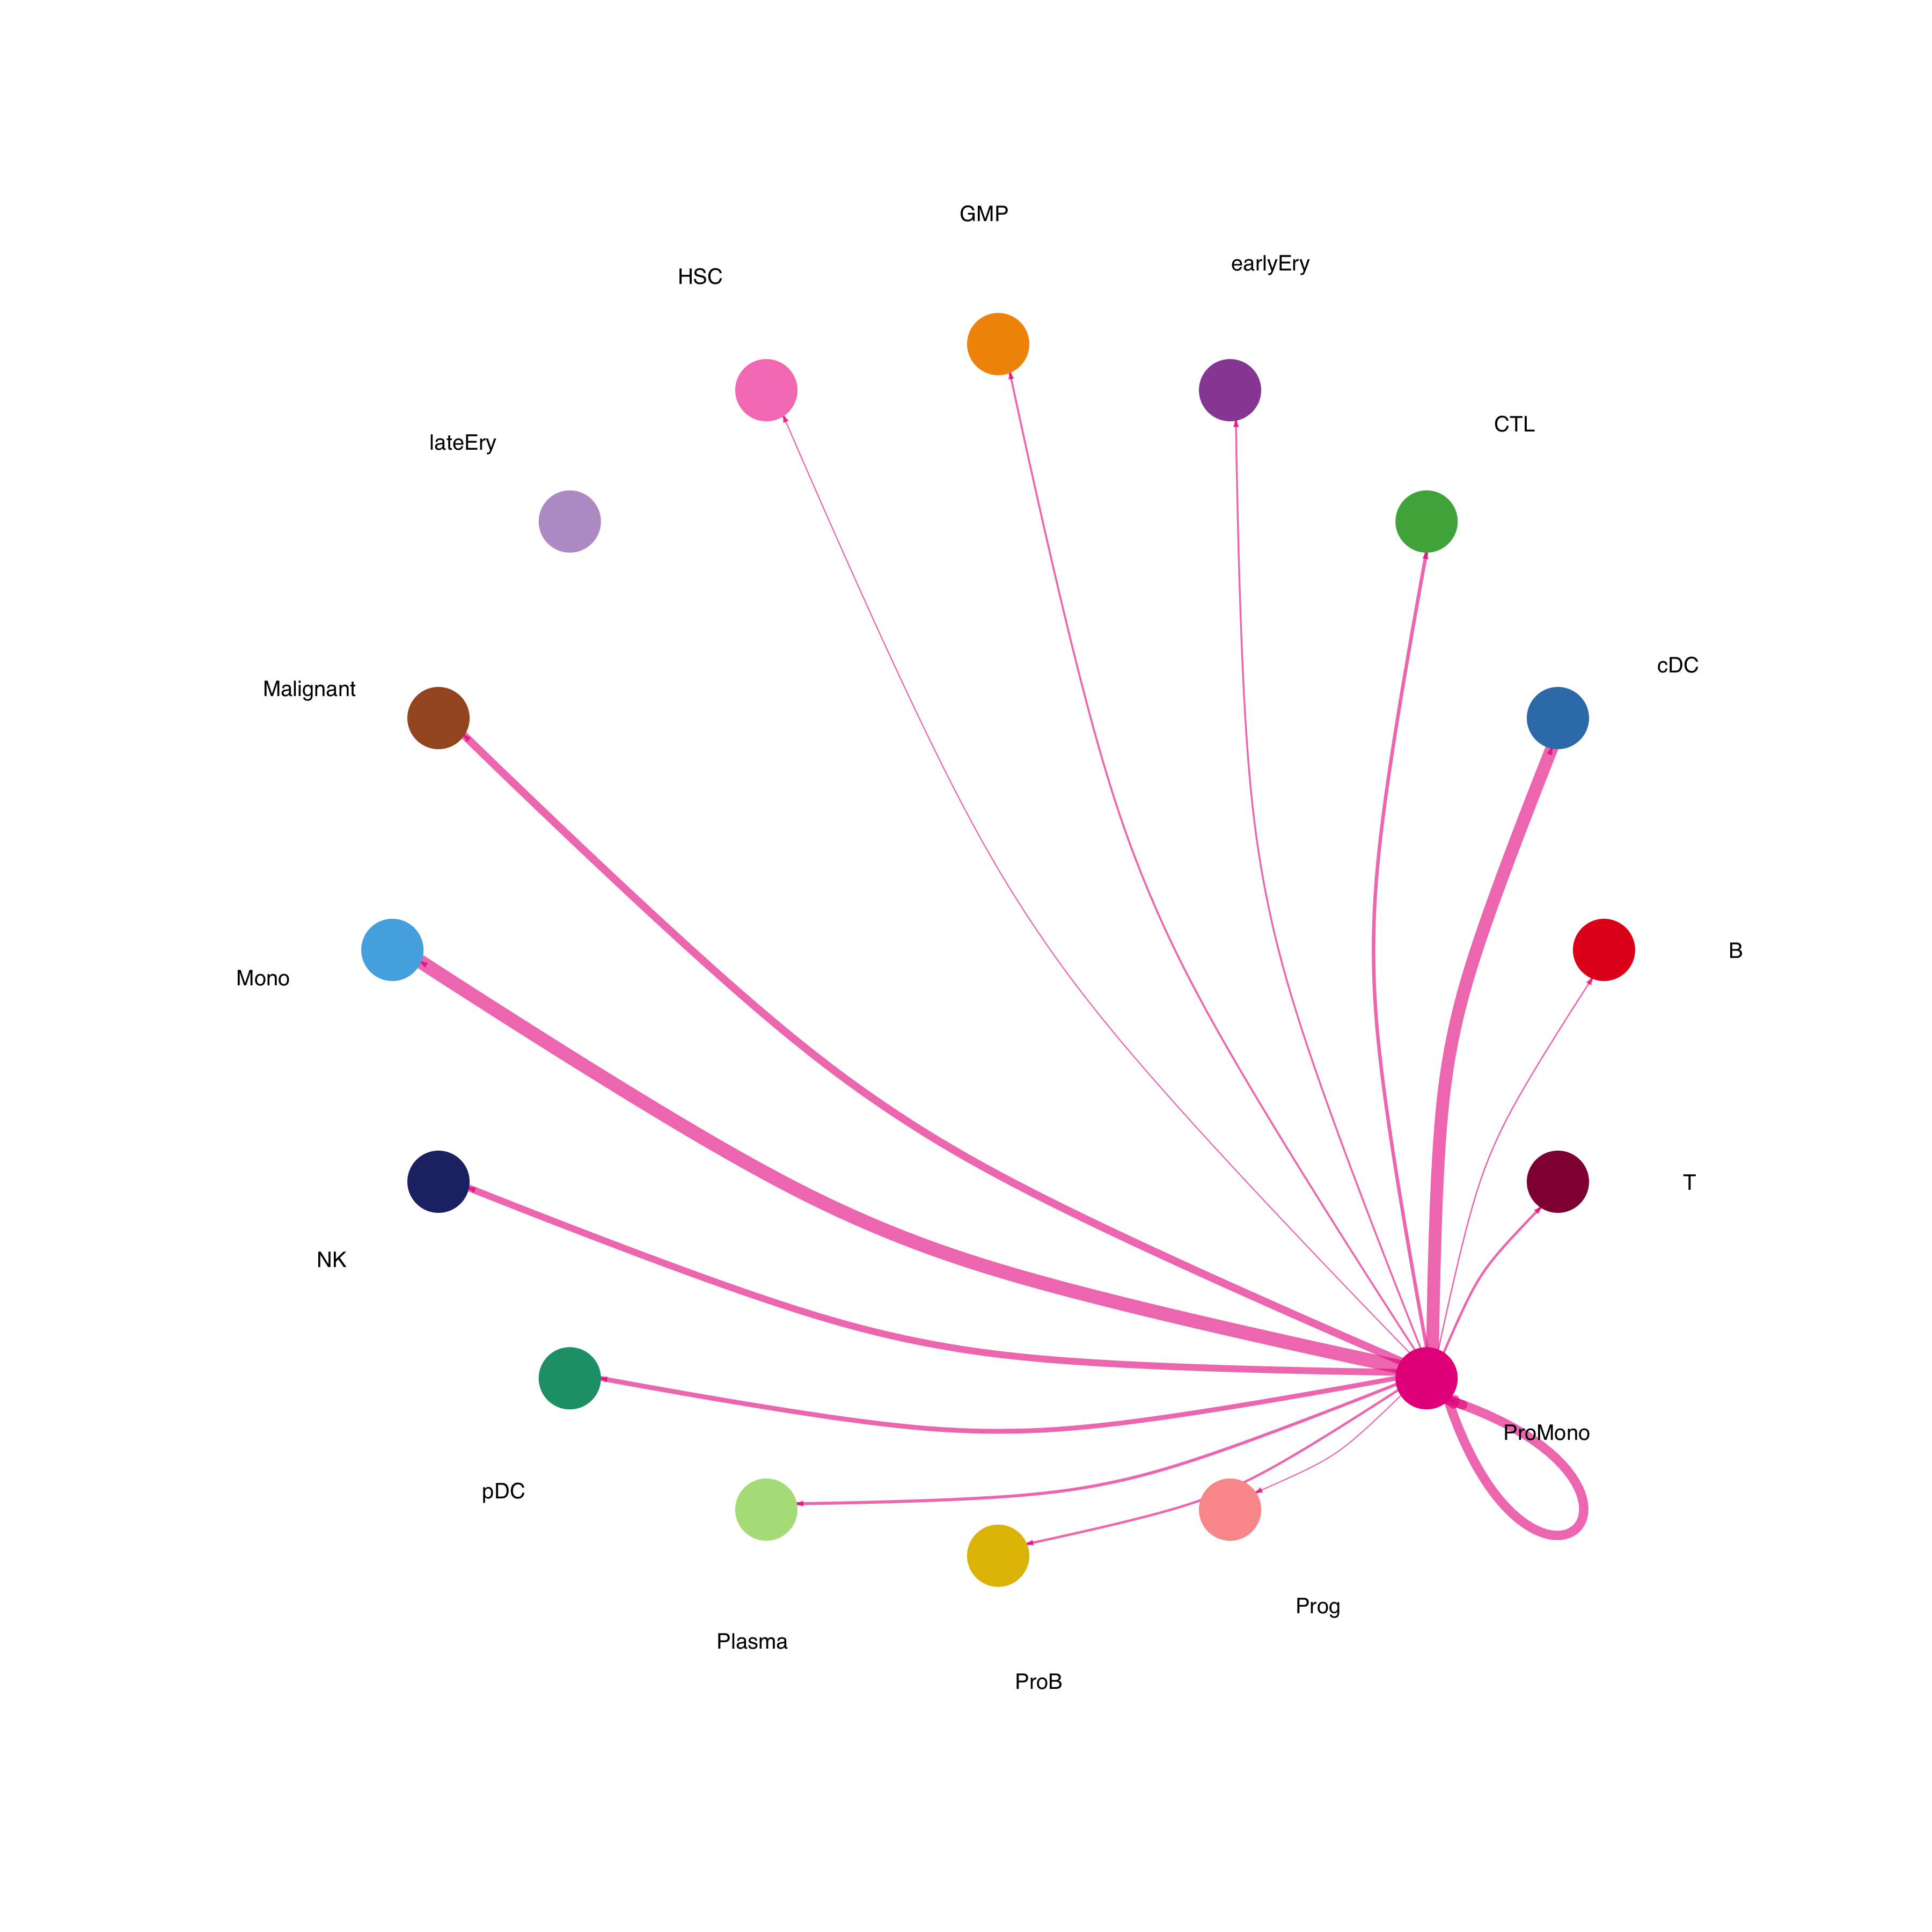 GMP
earlyEry
HSC
CTL
lateEry
cDC
Malignant
B
Mono
T
NK
ProMono
pDC
Prog
Plasma
ProB